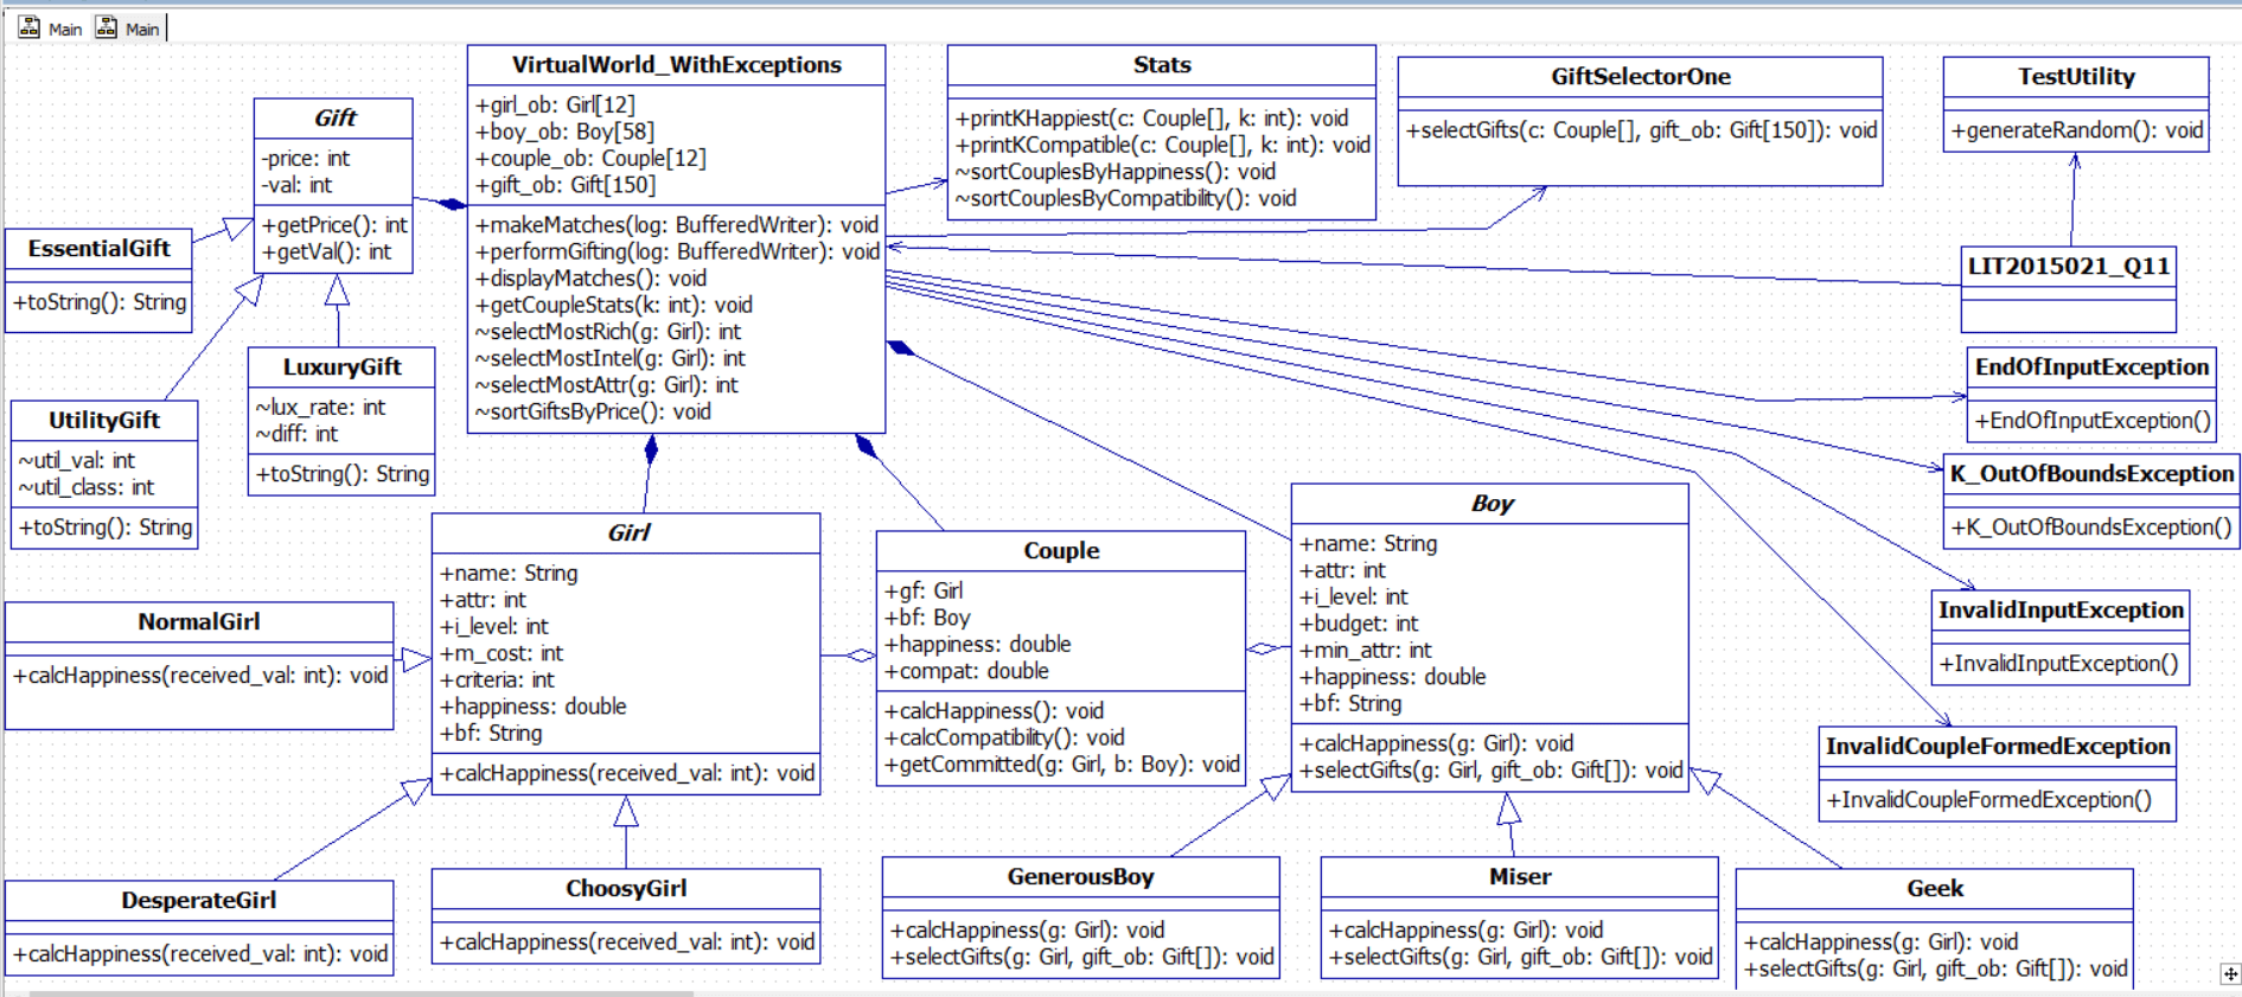 Main Main
VirtualWorld_WithExceptions
+girl_ob: Girl[12]
+boy_ob: Boy[58]
+couple_ob: Couple[12]
+gift_ob: Gift[150]
+makeMatches(log: BufferedWriter): void
+performGifting(log: BufferedWriter): void
+displayMatches(): void
+getCoupleStats(k: int): void
~selectMostRich(g: Girl): int
~selectMostIntel(g: Girl): int
~selectMostAttr(g: Girl): int
~sortGiftsByPrice(): void
Stats
+printKHappiest(c: Couple[], k: int): void
+printKCompatible(c: Couple[], k: int): void
~sortCouplesByHappiness(): void
~sortCouplesByCompatibility(): void
GiftSelectorOne
+selectGifts(c: Couple[], gift_ob: Gift[150]): void
TestUtility
+generateRandom(): void
Gift
-price: int
-val: int
+getPrice(): int
+getVal(): int
EssentialGift
+toString(): String
LIT2015021_Q11
LuxuryGift
~lux_rate: int
~diff: int
+toString(): String
UtilityGift
~util_val: int
~util_class: int
+toString(): String
EndOfInputException
+EndOfInputException()
K_OutOfBoundsException
+K_OutOfBoundsException()
Girl
+name: String
+attr: int
+i_level: int
+m_cost: int
+criteria: int
+happiness: double
+bf: String
+calcHappiness(received_val: int): void
Couple
+gf: Girl
+bf: Boy
+happiness: double
+compat: double
+calcHappiness(): void
+calcCompatibility(): void
+getCommitted(g: Girl, b: Boy): void
Boy
+name: String
+attr: int
+i_level: int
+budget: int
+min_attr: int
+happiness: double
+bf: String
+calcHappiness(g: Girl): void
+selectGifts(g: Girl, gift_ob: Gift[]): void
InvalidInputException
+InvalidInputException()
NormalGirl
+calcHappiness(received_val: int): void
InvalidCoupleFormedException
+InvalidCoupleFormedException()
DesperateGirl
+calcHappiness(received_val: int): void
ChoosyGirl
+calcHappiness(received_val: int): void
GenerousBoy
+calcHappiness(g: Girl): void
+selectGifts(g: Girl, gift_ob: Gift[]): void
Miser
+calcHappiness(g: Girl): void
+selectGifts(g: Girl, gift_ob: Gift[]): void
Geek
+calcHappiness(g: Girl): void
+selectGifts(g: Girl, gift_ob: Gift[]): void